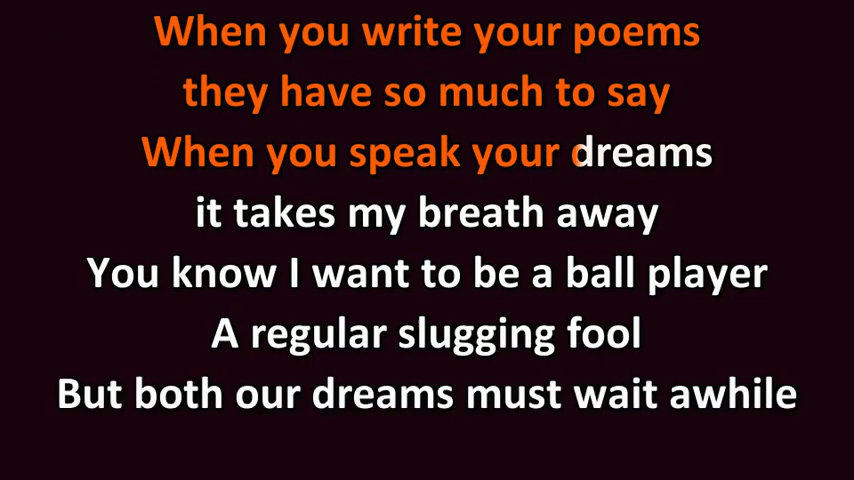 When you write your poems
they have so much to say
When you speak your dreams
it takes my breath away
You know I want to be a ball player
A regular slugging fool
But both our dreams must wait awhile